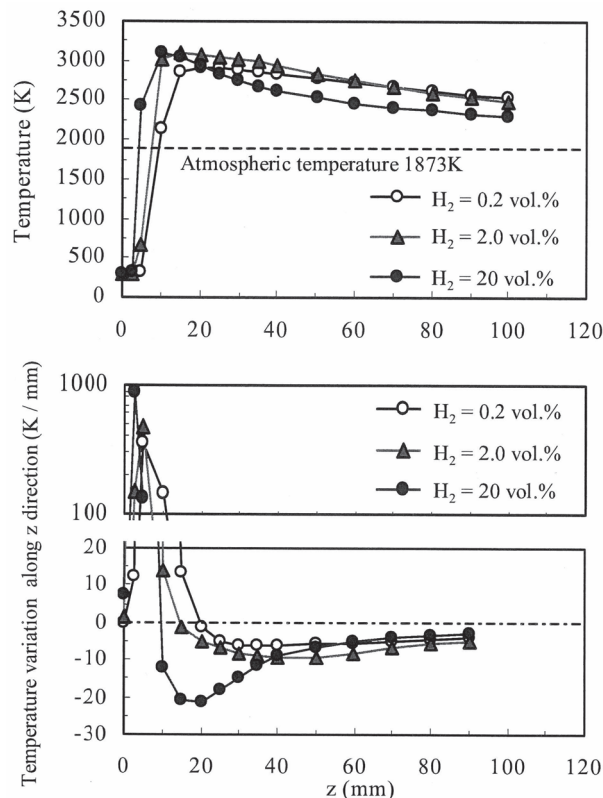 Temperature (K)
3500
3000
2500
2000
1500
1000
500
0
Atmospheric temperature 1873K
H2 = 0.2 vol.%
H2 = 2.0 vol.%
H2 = 20 vol.%
0 20 40 60 80 100 120
Temperature variation along z direction (K / mm)
1000
100
H2 = 0.2 vol.%
H2 = 2.0 vol.%
H2 = 20 vol.%
20
10
0
-10
-20
-30
0 20 40 60 80 100 120
z (mm)